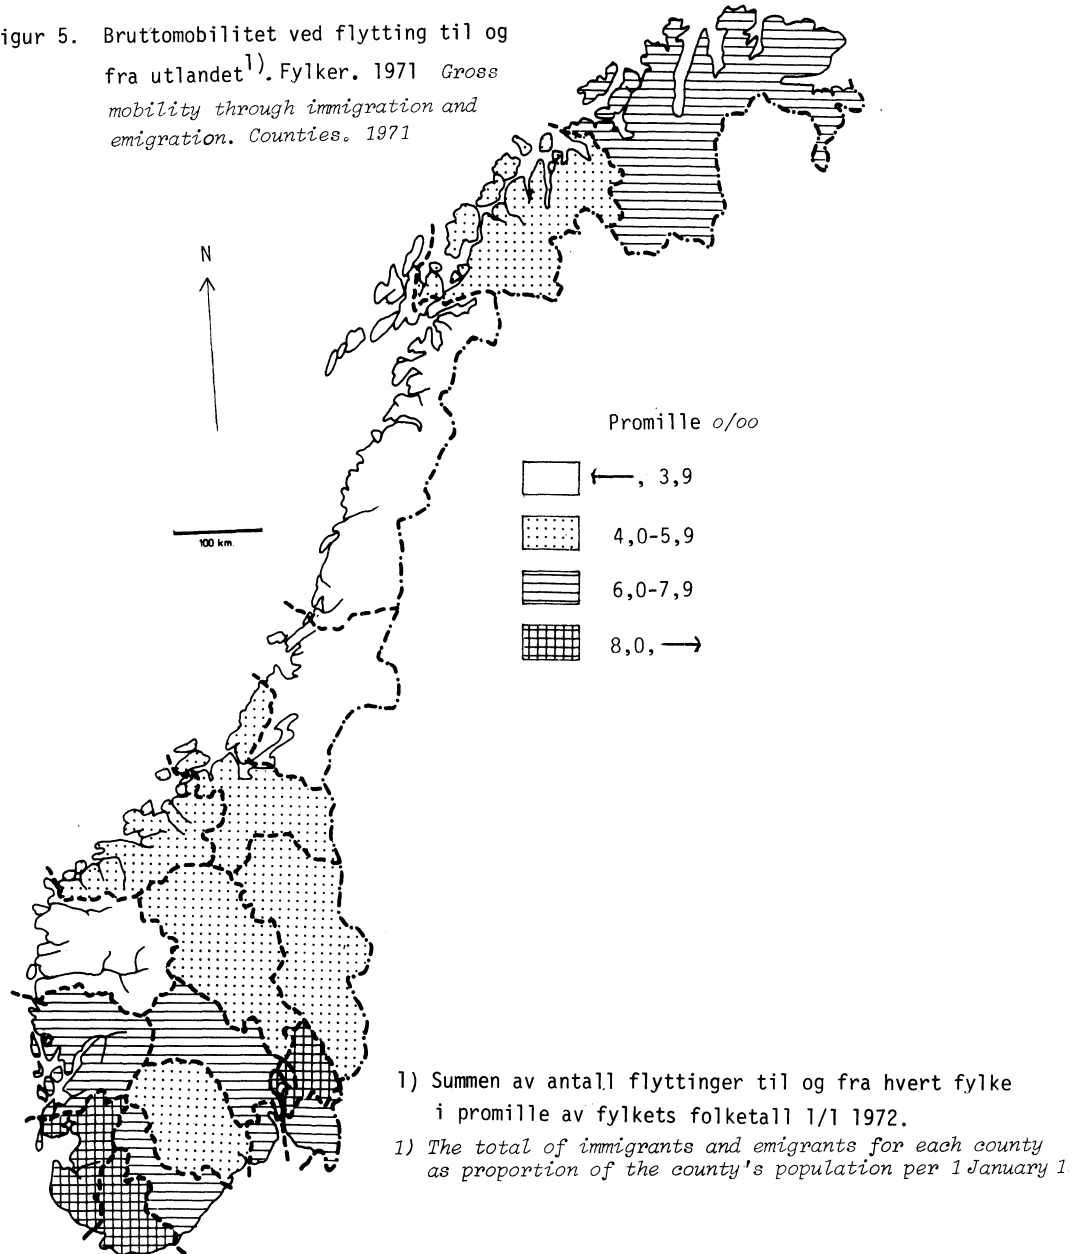 igur 5. Bruttomobilitet ved flytting til og
fra utlandet1). Fylker. 1971 Gross
mobility through immigration and
emigration. Counties. 1971
N
100 km.
Promille o/oo
←, 3,9
4,0-5,9
6,0-7,9
8,0, →
1) Summen av antall flyttinger til og fra hvert fylke
i promille av fylkets folketall 1/1 1972.
1) The total of immigrants and emigrants for each county
as proportion of the county's population per 1 January 1